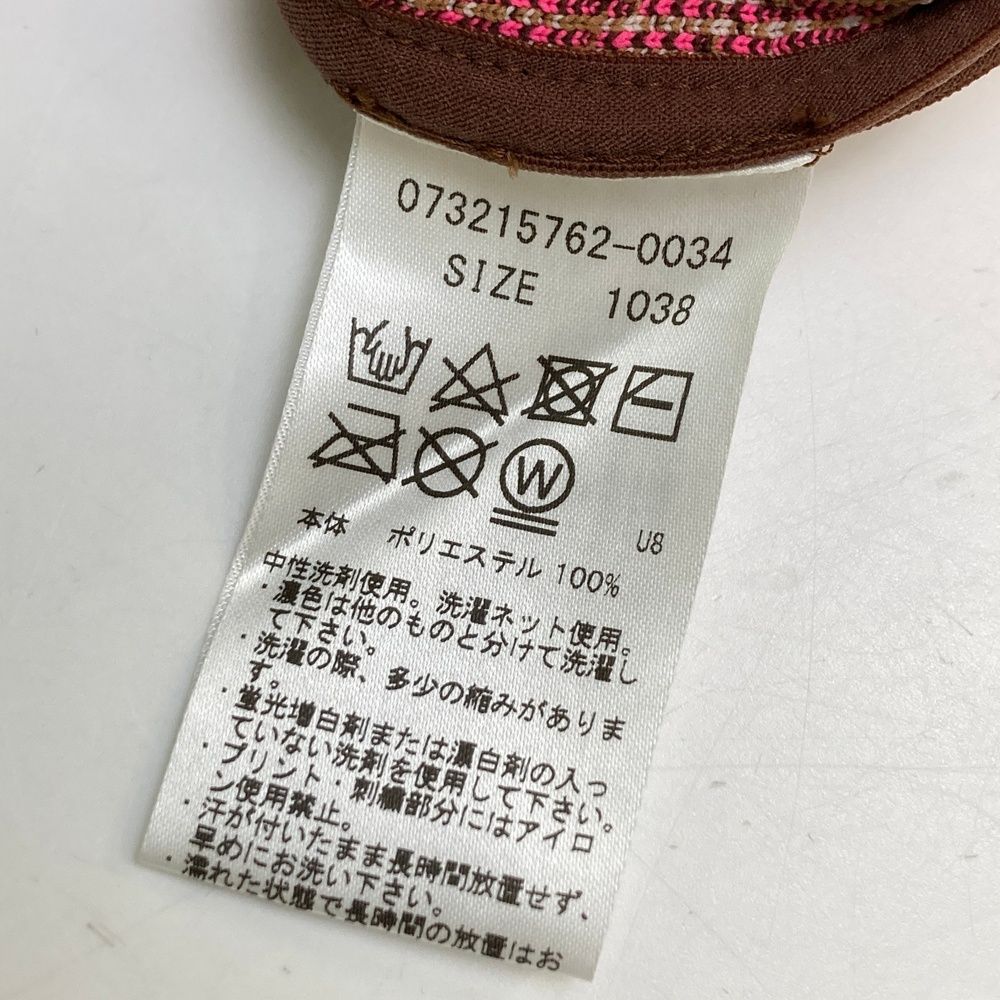 073215762-0034
SIZE 1038
W
本体 ポリエステル 100% U8
中性洗剤使用。洗濯ネット使用。
・濃色は他のものと分けて洗濯し
て下さい。
・洗濯の際、多少の縮みがありま
す。
・蛍光増白剤または漂白剤の入っ
ていない洗剤を使用して下さい。
・プリント・刺繍部分にはアイロ
ン使用禁止。
・汗が付いたまま長時間放置せず、
早めにお洗い下さい。
・濡れた状態で長時間の放置はお